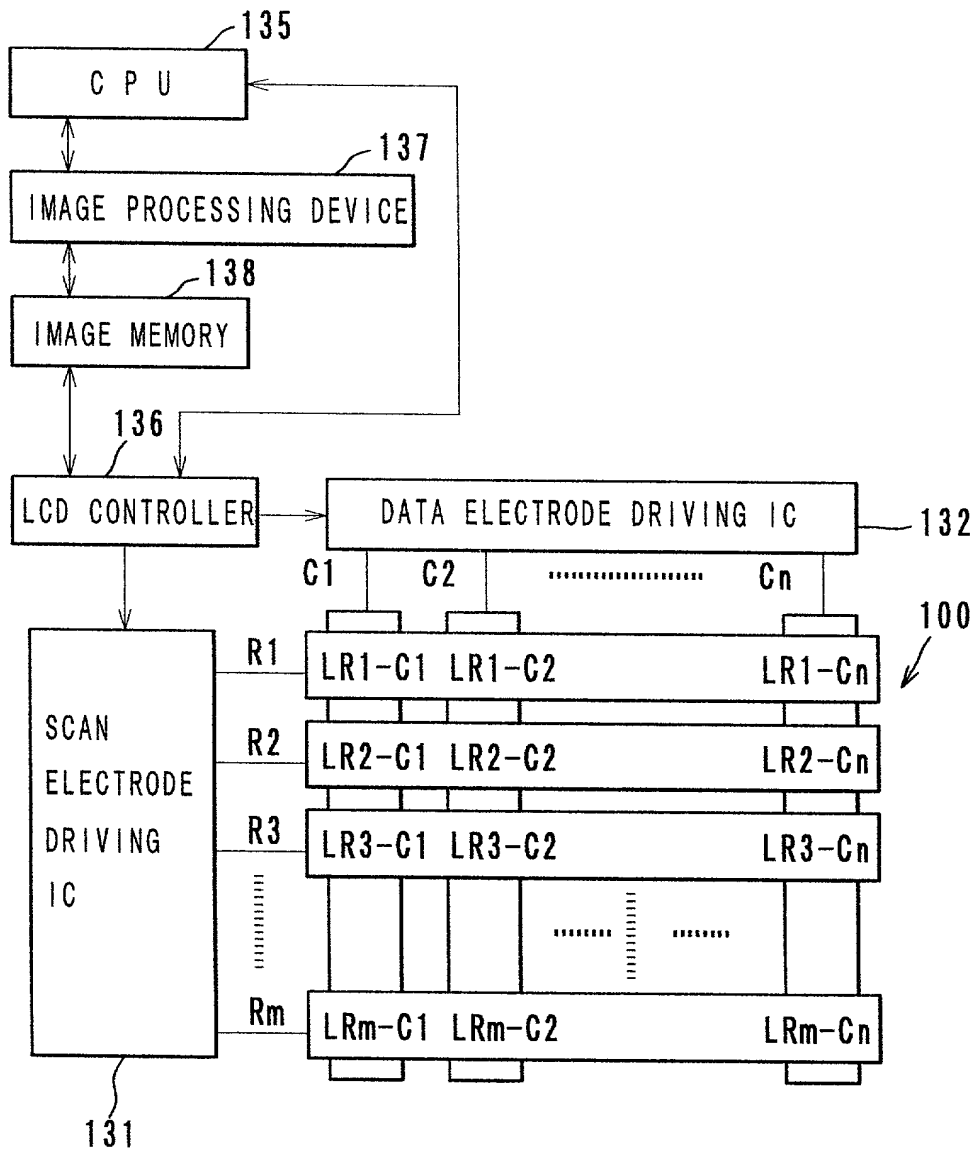 135
C P U
137
IMAGE PROCESSING DEVICE
138
IMAGE MEMORY
136
LCD CONTROLLER
DATA ELECTRODE DRIVING IC
132
C1 C2 Cn
100
R1
LR1-C1 LR1-C2 LR1-Cn
SCAN
ELECTRODE
DRIVING
IC
R2
LR2-C1 LR2-C2 LR2-Cn
R3
LR3-C1 LR3-C2 LR3-Cn
Rm
LRm-C1 LRm-C2 LRm-Cn
131